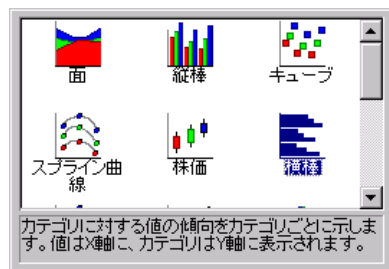 面
縦棒
キューブ
スプライン曲
線
株価
横棒
カテゴリに対する値の傾向をカテゴリごとに示しま
す。値はX軸に、カテゴリはY軸に表示されます。